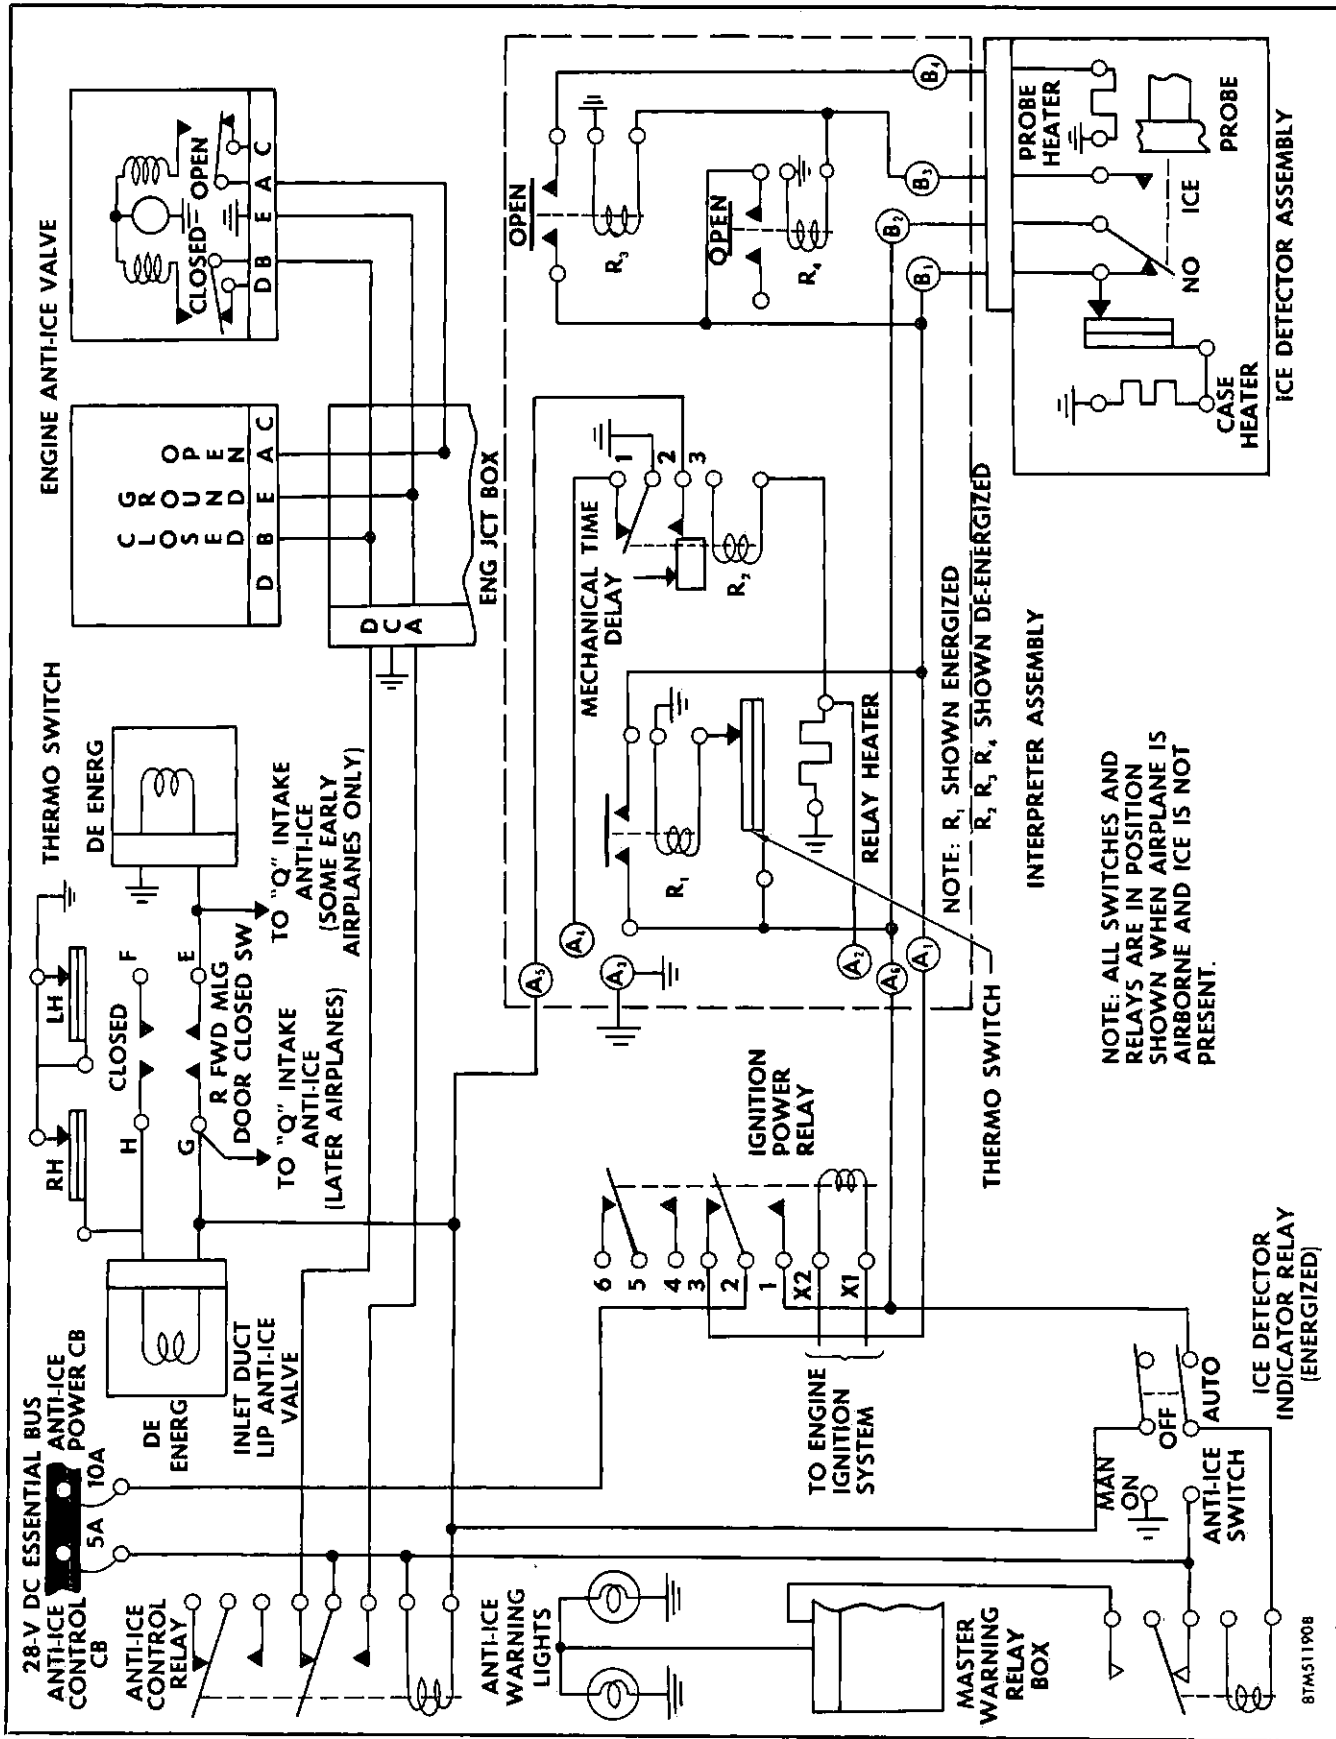 28-V DC ESSENTIAL BUS
ANTI-ICE
CONTROL
CB
5A
10A
ANTI-ICE
POWER CB
ANTI-ICE
CONTROL
RELAY
DE
ENERG
INLET DUCT
LIP ANTI-ICE
VALVE
RH
LH
THERMO SWITCH
H
CLOSED
F
G
E
R FWD MLG
DOOR CLOSED SW
DE ENERG
TO "Q" INTAKE
ANTI-ICE
(LATER AIRPLANES)
TO "Q" INTAKE
ANTI-ICE
(SOME EARLY
AIRPLANES ONLY)
ENGINE ANTI-ICE VALVE
CLOSED
GROUND
OPEN
D B E A C
CLOSED
OPEN
D B E A C
D
C
A
ENG JCT BOX
ANTI-ICE
WARNING
LIGHTS
MASTER
WARNING
RELAY
BOX
TO ENGINE
IGNITION
SYSTEM
6
5
4
3
2
1
X2
X1
IGNITION
POWER
RELAY
MAN
ON
OFF
AUTO
ANTI-ICE
SWITCH
ICE DETECTOR
INDICATOR RELAY
(ENERGIZED)
A5
A4
A3
A2
A6
A1
MECHANICAL TIME
DELAY
1
2
3
R1
R2
RELAY HEATER
THERMO SWITCH
OPEN
R3
OPEN
R4
B4
B3
B2
B1
NOTE: R1 SHOWN ENERGIZED
R2 R3 R4 SHOWN DE-ENERGIZED
INTERPRETER ASSEMBLY
PROBE
HEATER
PROBE
ICE
NO
CASE
HEATER
ICE DETECTOR ASSEMBLY
NOTE: ALL SWITCHES AND
RELAYS ARE IN POSITION
SHOWN WHEN AIRPLANE IS
AIRBORNE AND ICE IS NOT
PRESENT.
8TM511908